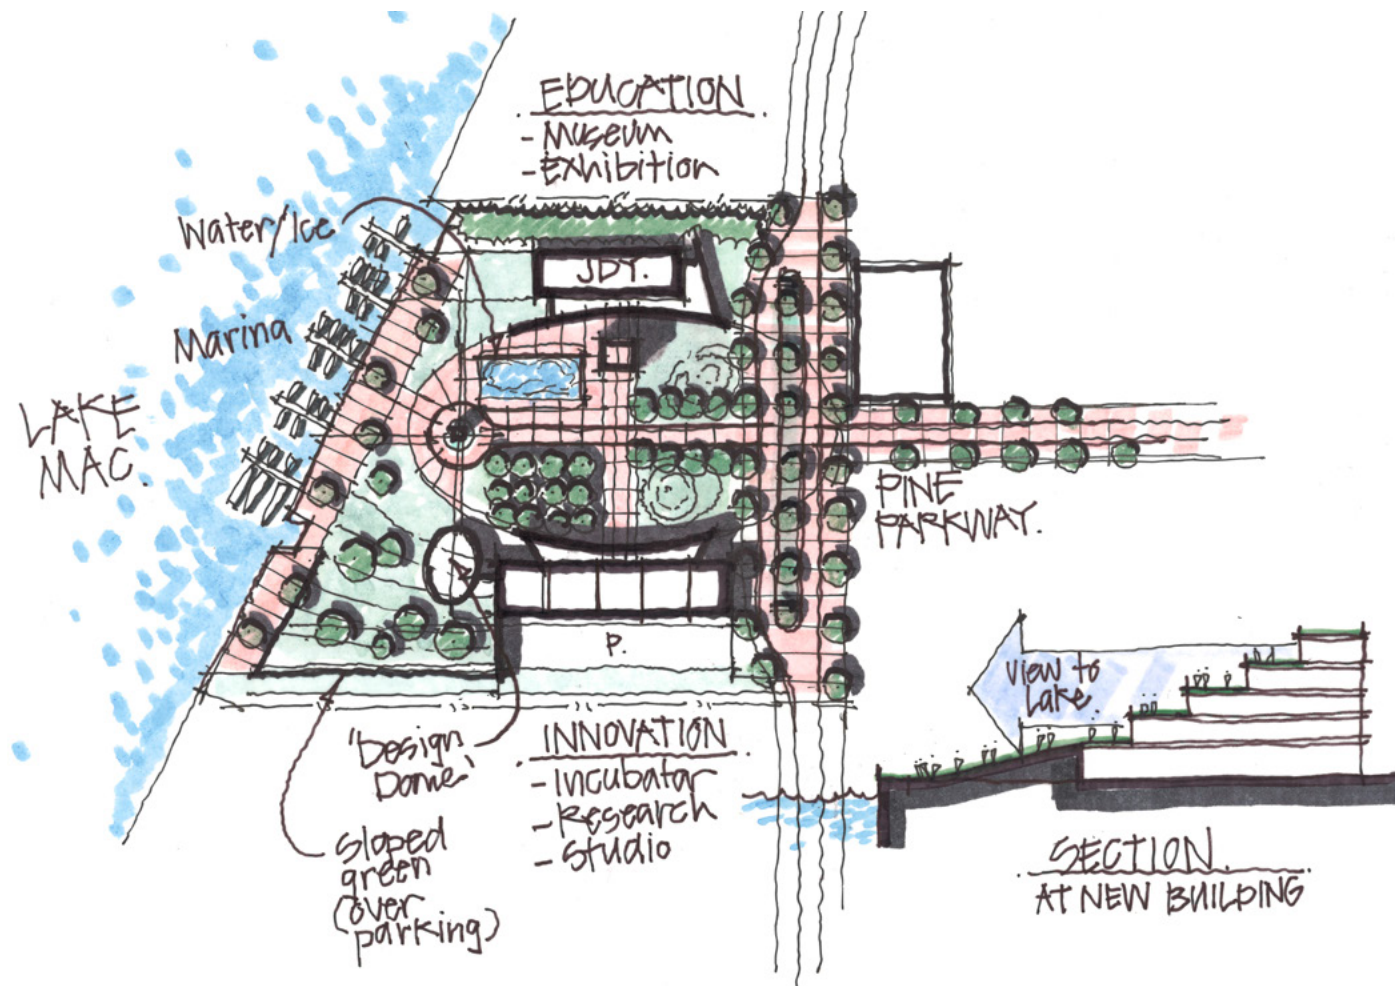 EDUCATION
- Museum
- Exhibition
Water/Ice
JDY.
Marina
LAKE
MAC.
PINE
PARKWAY.
P.
View to
Lake.
'Design
Dome'
INNOVATION
- Incubator
- Research
- Studio
Sloped
green
(over
parking)
SECTION
AT NEW BUILDING